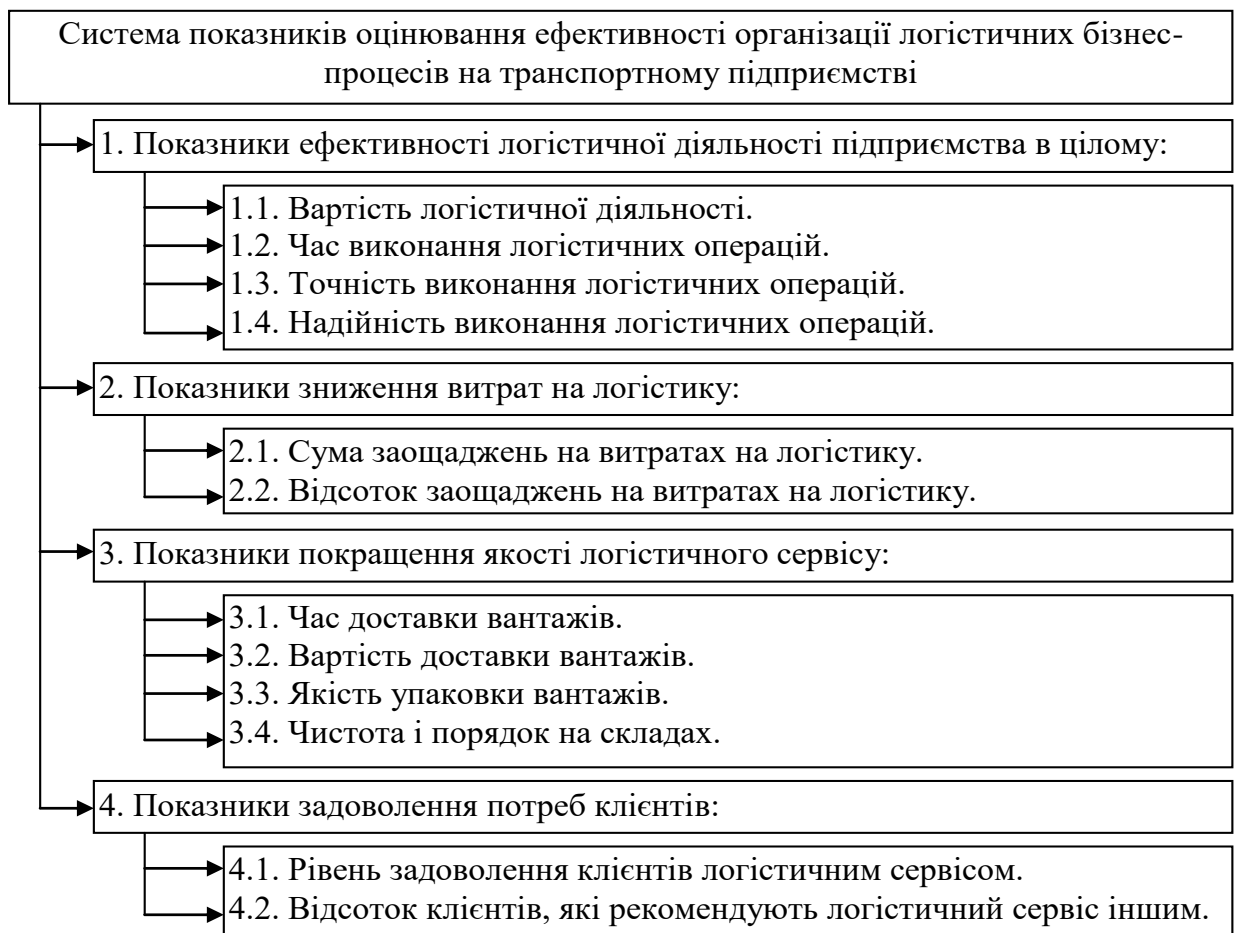 Система показників оцінювання ефективності організації логістичних бізнес-
процесів на транспортному підприємстві
1. Показники ефективності логістичної діяльності підприємства в цілому:
1.1. Вартість логістичної діяльності.
1.2. Час виконання логістичних операцій.
1.3. Точність виконання логістичних операцій.
1.4. Надійність виконання логістичних операцій.
2. Показники зниження витрат на логістику:
2.1. Сума заощаджень на витратах на логістику.
2.2. Відсоток заощаджень на витратах на логістику.
3. Показники покращення якості логістичного сервісу:
3.1. Час доставки вантажів.
3.2. Вартість доставки вантажів.
3.3. Якість упаковки вантажів.
3.4. Чистота і порядок на складах.
4. Показники задоволення потреб клієнтів:
4.1. Рівень задоволення клієнтів логістичним сервісом.
4.2. Відсоток клієнтів, які рекомендують логістичний сервіс іншим.